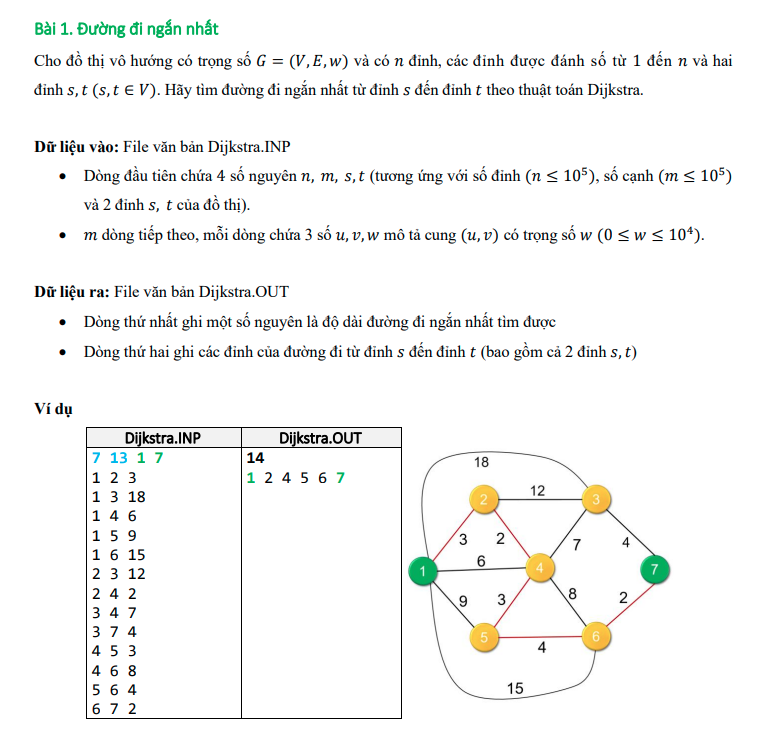 Bài 1. Đường đi ngắn nhất
Cho đồ thị vô hướng có trọng số G = (V, E, w) và có n đỉnh, các đỉnh được đánh số từ 1 đến n và hai
đỉnh s, t (s, t ∈ V). Hãy tìm đường đi ngắn nhất từ đỉnh s đến đỉnh t theo thuật toán Dijkstra.
Dữ liệu vào: File văn bản Dijkstra.INP
• Dòng đầu tiên chứa 4 số nguyên n, m, s, t (tương ứng với số đỉnh (n ≤ 10⁵), số cạnh (m ≤ 10⁵)
và 2 đỉnh s, t của đồ thị).
• m dòng tiếp theo, mỗi dòng chứa 3 số u, v, w mô tả cung (u, v) có trọng số w (0 ≤ w ≤ 10⁴).
Dữ liệu ra: File văn bản Dijkstra.OUT
• Dòng thứ nhất ghi một số nguyên là độ dài đường đi ngắn nhất tìm được
• Dòng thứ hai ghi các đỉnh của đường đi từ đỉnh s đến đỉnh t (bao gồm cả 2 đỉnh s, t)
Ví dụ
Dijkstra.INP
7 13 1 7
1 2 3
1 3 18
1 4 6
1 5 9
1 6 15
2 3 12
2 4 2
3 4 7
3 7 4
4 5 3
4 6 8
5 6 4
6 7 2
Dijkstra.OUT
14
1 2 4 5 6 7
18
2 12 3
3 2 7 4
6
1 4 7
9 3 8 2
5 6
4
15